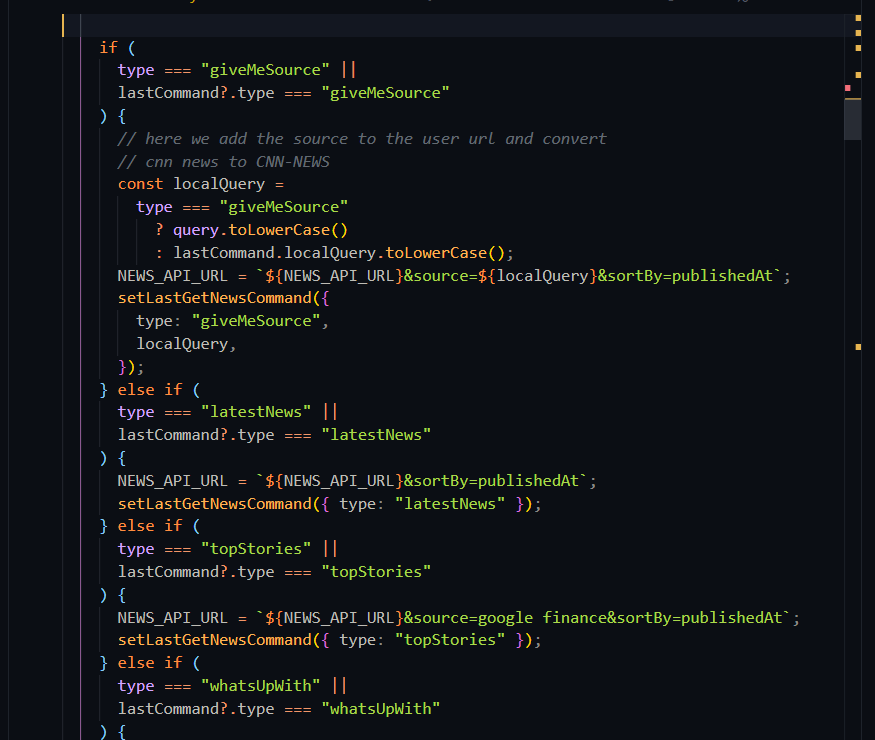 if (
type === "giveMeSource" ||
lastCommand?.type === "giveMeSource"
) {
// here we add the source to the user url and convert
// cnn news to CNN-NEWS
const localQuery =
type === "giveMeSource"
? query.toLowerCase()
: lastCommand.localQuery.toLowerCase();
NEWS_API_URL = `${NEWS_API_URL}&source=${localQuery}&sortBy=publishedAt`;
setLastGetNewsCommand({
type: "giveMeSource",
localQuery,
});
} else if (
type === "latestNews" ||
lastCommand?.type === "latestNews"
) {
NEWS_API_URL = `${NEWS_API_URL}&sortBy=publishedAt`;
setLastGetNewsCommand({ type: "latestNews" });
} else if (
type === "topStories" ||
lastCommand?.type === "topStories"
) {
NEWS_API_URL = `${NEWS_API_URL}&source=google finance&sortBy=publishedAt`;
setLastGetNewsCommand({ type: "topStories" });
} else if (
type === "whatsUpWith" ||
lastCommand?.type === "whatsUpWith"
) {